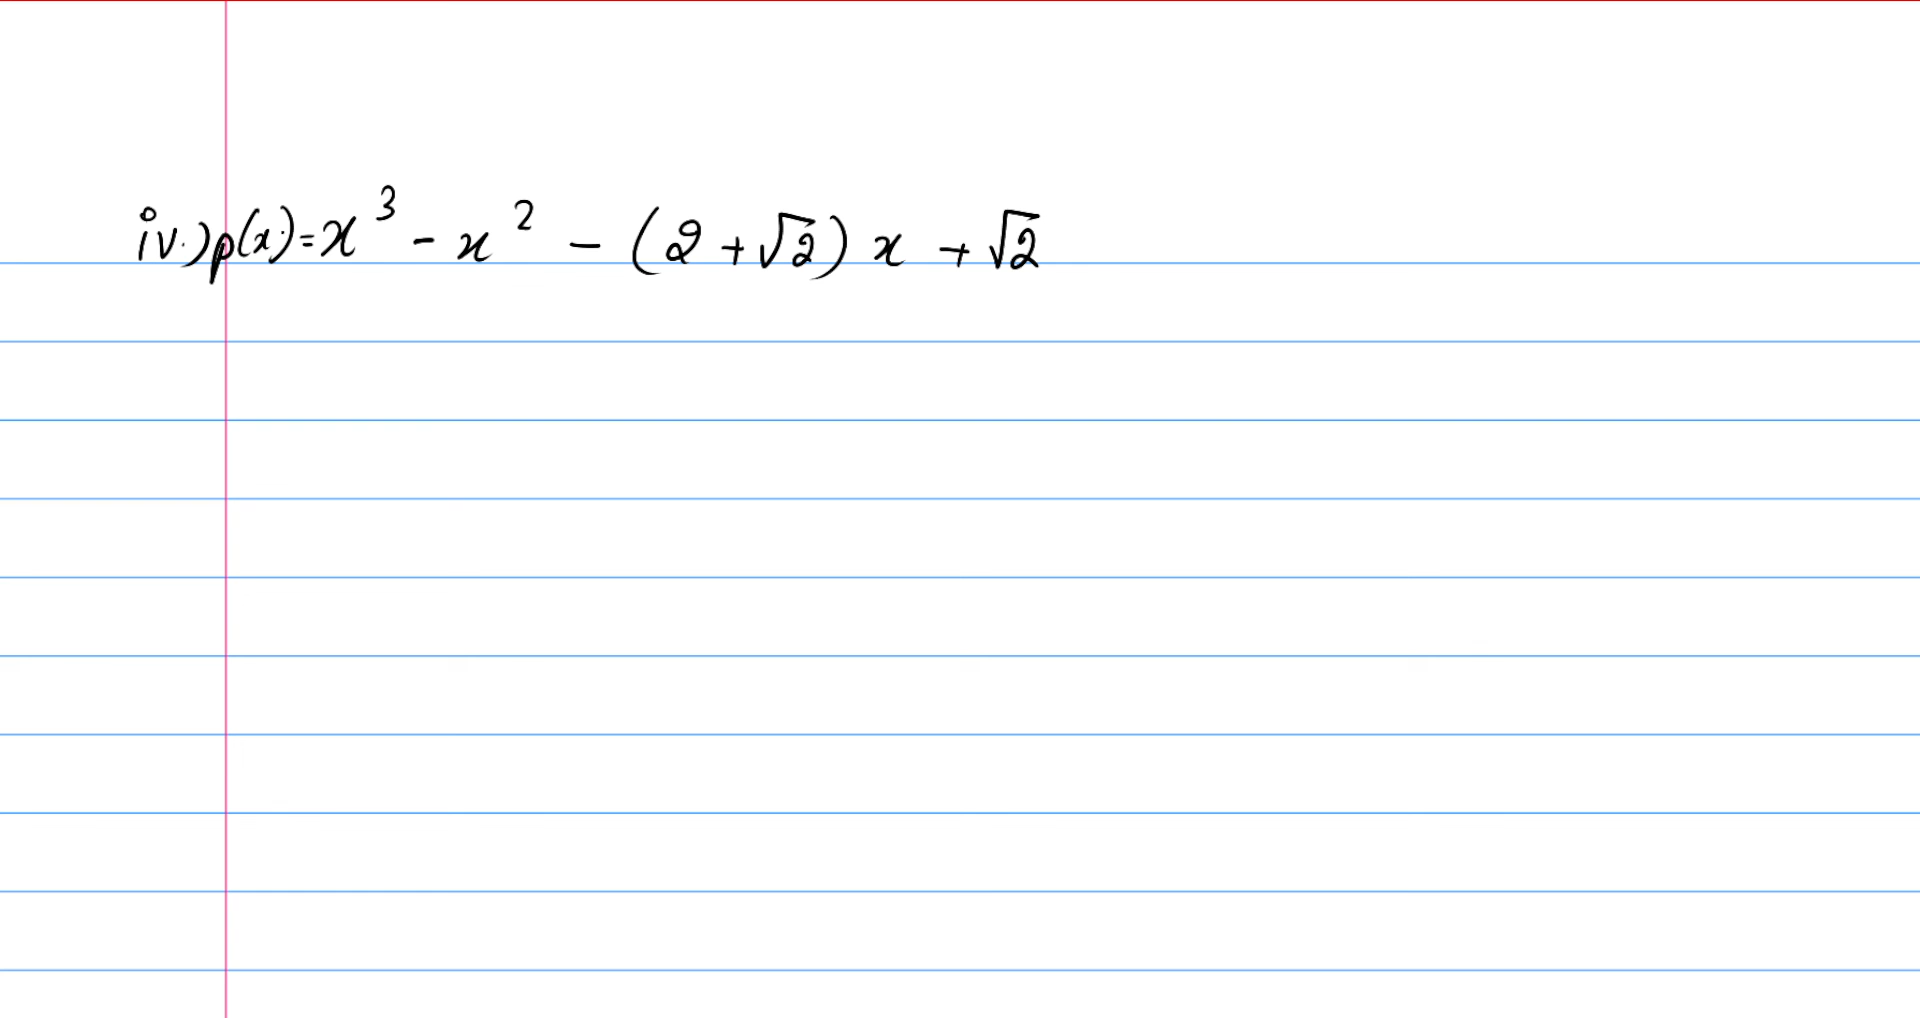 iv.) p(x) = x³ - x² - (2 + √2) x + √2